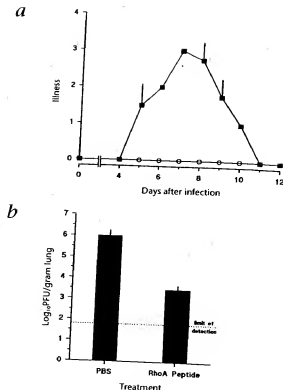 a
4
3
2
1
0
Illness
0 4 6 8 10 12
Days after infection
b
7
6
5
4
3
2
1
0
Log₁₀PFU/gram lung
limit of
detection
PBS RhoA Peptide
Treatment